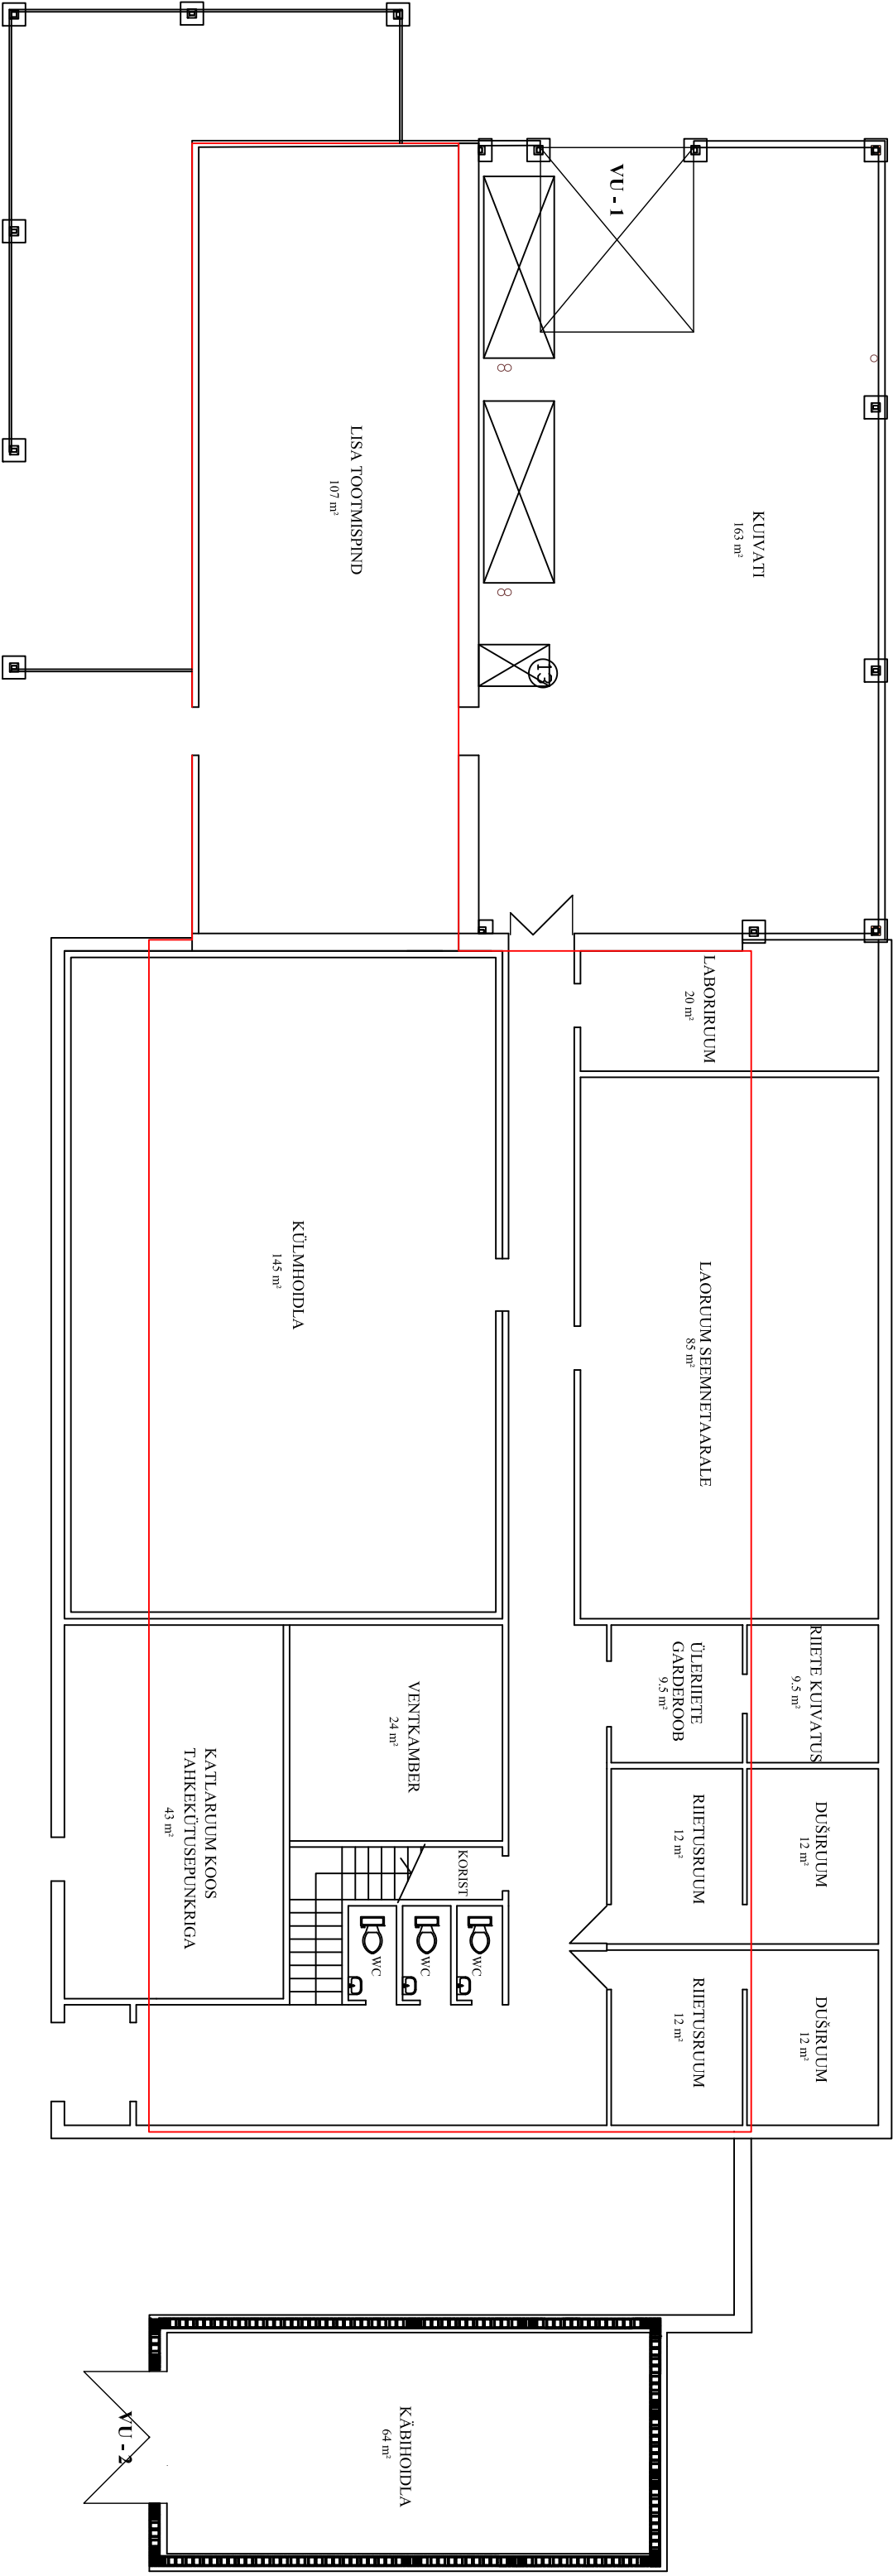 VU - 1
8
8
13
KUIVATI
163 m²
LISA TOOTMISPIND
107 m²
LABORIRUUM
20 m²
KÜLMHOIDLA
145 m²
LAORUUM SEEMNETAARALE
85 m²
RIIETE KUIVATUS
9.5 m²
ÜLERIIETE
GARDEROOB
9.5 m²
VENTKAMBER
24 m²
KATLARUUM KOOS
TAHKEKÜTUSEPUNKRIGA
43 m²
DUŠIRUUM
12 m²
RIIETUSRUUM
12 m²
KORIST
WC
WC
WC
DUŠIRUUM
12 m²
RIIETUSRUUM
12 m²
KÄBIHOIDLA
64 m²
VU - 2